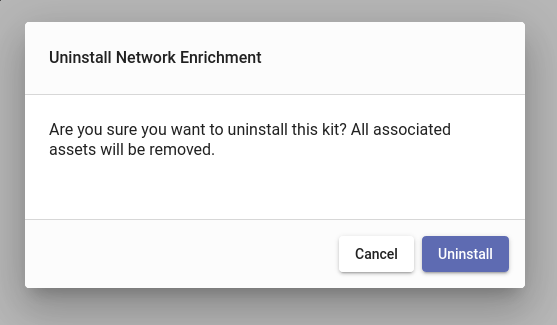 Uninstall Network Enrichment
Are you sure you want to uninstall this kit? All associated
assets will be removed.
Cancel
Uninstall